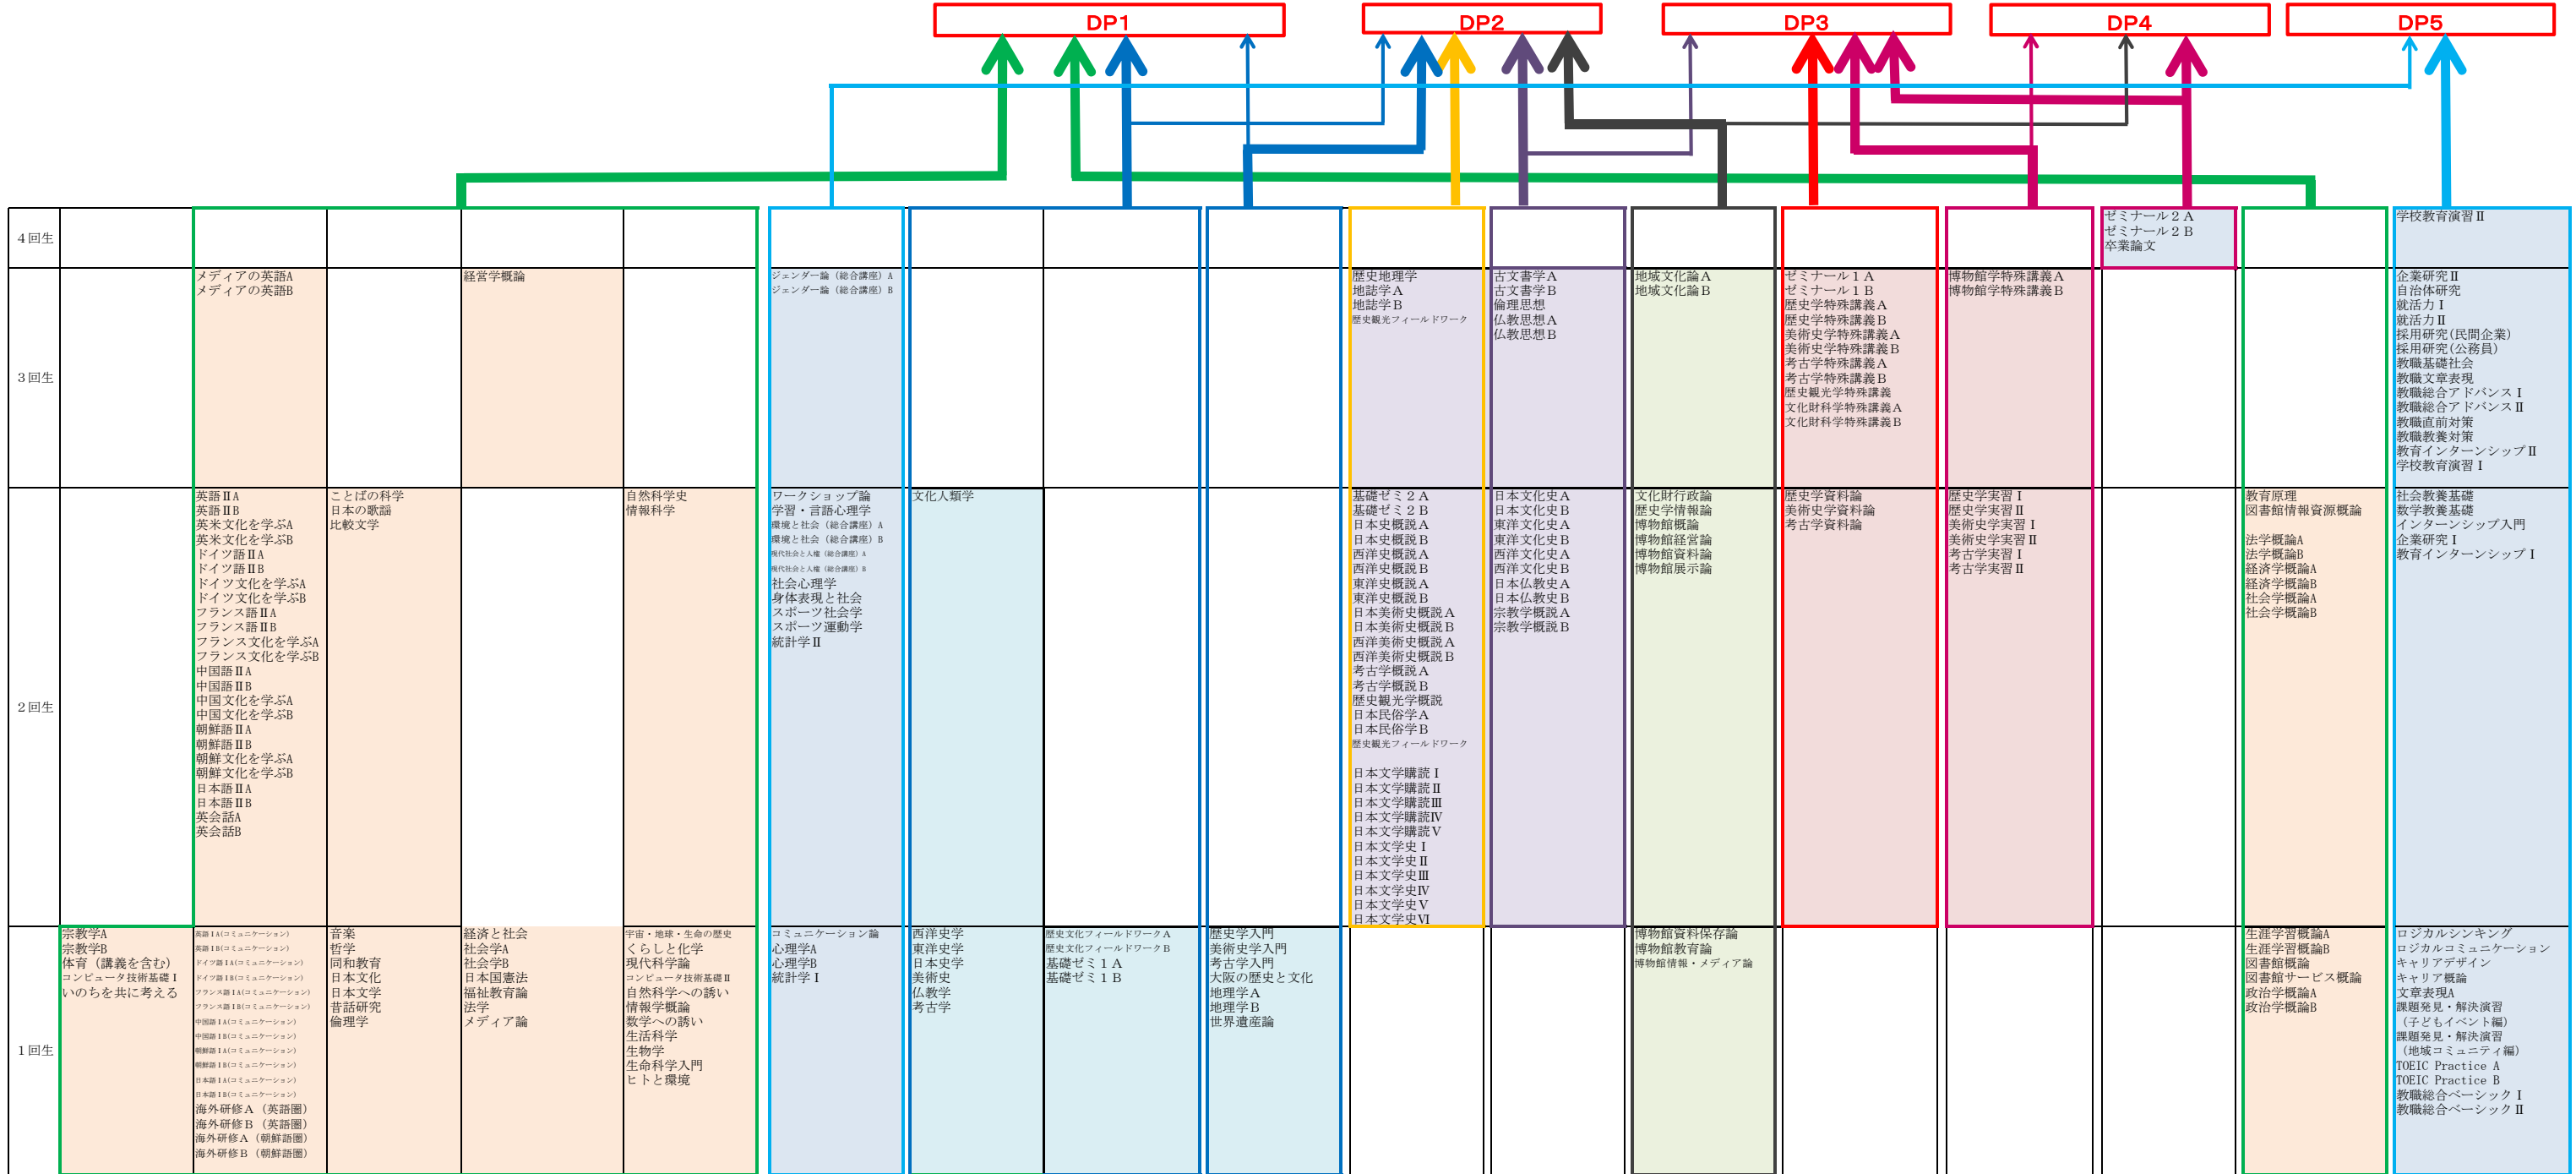 DP1
DP2
DP3
DP4
DP5
4回生
ゼミナール２Ａ
ゼミナール２Ｂ
卒業論文
学校教育演習Ⅱ
3回生
メディアの英語A
メディアの英語B
経営学概論
ジェンダー論（総合講座）A
ジェンダー論（総合講座）B
歴史地理学
地誌学Ａ
地誌学Ｂ
歴史観光フィールドワーク
古文書学Ａ
古文書学Ｂ
倫理思想
仏教思想Ａ
仏教思想Ｂ
地域文化論Ａ
地域文化論Ｂ
ゼミナール１Ａ
ゼミナール１Ｂ
歴史学特殊講義Ａ
歴史学特殊講義Ｂ
美術史学特殊講義Ａ
美術史学特殊講義Ｂ
考古学特殊講義Ａ
考古学特殊講義Ｂ
歴史観光学特殊講義
文化財科学特殊講義Ａ
文化財科学特殊講義Ｂ
博物館学特殊講義Ａ
博物館学特殊講義Ｂ
企業研究Ⅱ
自治体研究
就活力Ⅰ
就活力Ⅱ
採用研究(民間企業)
採用研究(公務員)
教職基礎社会
教職文章表現
教職総合アドバンスⅠ
教職総合アドバンスⅡ
教職直前対策
教職教養対策
教育インターンシップⅡ
学校教育演習Ⅰ
2回生
英語ⅡA
英語ⅡB
英米文化を学ぶA
英米文化を学ぶB
ドイツ語ⅡA
ドイツ語ⅡB
ドイツ文化を学ぶA
ドイツ文化を学ぶB
フランス語ⅡA
フランス語ⅡB
フランス文化を学ぶA
フランス文化を学ぶB
中国語ⅡA
中国語ⅡB
中国文化を学ぶA
中国文化を学ぶB
朝鮮語ⅡA
朝鮮語ⅡB
朝鮮文化を学ぶA
朝鮮文化を学ぶB
日本語ⅡA
日本語ⅡB
英会話A
英会話B
ことばの科学
日本の歌謡
比較文学
自然科学史
情報科学
ワークショップ論
学習・言語心理学
環境と社会（総合講座）A
環境と社会（総合講座）B
現代社会と人権（総合講座）A
現代社会と人権（総合講座）B
社会心理学
身体表現と社会
スポーツ社会学
スポーツ運動学
統計学Ⅱ
文化人類学
基礎ゼミ２Ａ
基礎ゼミ２Ｂ
日本史概説Ａ
日本史概説Ｂ
西洋史概説Ａ
西洋史概説Ｂ
東洋史概説Ａ
東洋史概説Ｂ
日本美術史概説Ａ
日本美術史概説Ｂ
西洋美術史概説Ａ
西洋美術史概説Ｂ
考古学概説Ａ
考古学概説Ｂ
歴史観光学概説
日本民俗学Ａ
日本民俗学Ｂ
歴史観光フィールドワーク
日本文学購読Ⅰ
日本文学購読Ⅱ
日本文学購読Ⅲ
日本文学購読Ⅳ
日本文学購読Ⅴ
日本文学史Ⅰ
日本文学史Ⅱ
日本文学史Ⅲ
日本文学史Ⅳ
日本文学史Ⅴ
日本文学史Ⅵ
日本文化史Ａ
日本文化史Ｂ
東洋文化史Ａ
東洋文化史Ｂ
西洋文化史Ａ
西洋文化史Ｂ
日本仏教史Ａ
日本仏教史Ｂ
宗教学概説Ａ
宗教学概説Ｂ
文化財行政論
歴史学情報論
博物館概論
博物館経営論
博物館資料論
博物館展示論
歴史学資料論
美術史学資料論
考古学資料論
歴史学実習Ⅰ
歴史学実習Ⅱ
美術史学実習Ⅰ
美術史学実習Ⅱ
考古学実習Ⅰ
考古学実習Ⅱ
教育原理
図書館情報資源概論
法学概論A
法学概論B
経済学概論A
経済学概論B
社会学概論A
社会学概論B
社会教養基礎
数学教養基礎
インターンシップ入門
企業研究Ⅰ
教育インターンシップⅠ
1回生
宗教学A
宗教学B
体育（講義を含む）
コンピュータ技術基礎Ⅰ
いのちを共に考える
英語ⅠA(コミュニケーション)
英語ⅠB(コミュニケーション)
ドイツ語ⅠA(コミュニケーション)
ドイツ語ⅠB(コミュニケーション)
フランス語ⅠA(コミュニケーション)
フランス語ⅠB(コミュニケーション)
中国語ⅠA(コミュニケーション)
中国語ⅠB(コミュニケーション)
朝鮮語ⅠA(コミュニケーション)
朝鮮語ⅠB(コミュニケーション)
日本語ⅠA(コミュニケーション)
日本語ⅠB(コミュニケーション)
海外研修Ａ（英語圏）
海外研修Ｂ（英語圏）
海外研修Ａ（朝鮮語圏）
海外研修Ｂ（朝鮮語圏）
音楽
哲学
同和教育
日本文化
日本文学
昔話研究
倫理学
経済と社会
社会学A
社会学B
日本国憲法
福祉教育論
法学
メディア論
宇宙・地球・生命の歴史
くらしと化学
現代科学論
コンピュータ技術基礎Ⅱ
自然科学への誘い
情報学概論
数学への誘い
生活科学
生物学
生命科学入門
ヒトと環境
コミュニケーション論
心理学A
心理学B
統計学Ⅰ
西洋史学
東洋史学
日本史学
美術史
仏教学
考古学
歴史文化フィールドワークＡ
歴史文化フィールドワークＢ
基礎ゼミ１Ａ
基礎ゼミ１Ｂ
歴史学入門
美術史学入門
考古学入門
大阪の歴史と文化
地理学Ａ
地理学Ｂ
世界遺産論
博物館資料保存論
博物館教育論
博物館情報・メディア論
生涯学習概論A
生涯学習概論B
図書館概論
図書館サービス概論
政治学概論A
政治学概論B
ロジカルシンキング
ロジカルコミュニケーション
キャリアデザイン
キャリア概論
文章表現A
課題発見・解決演習
（子どもイベント編）
課題発見・解決演習
（地域コミュニティ編）
TOEIC Practice A
TOEIC Practice B
教職総合ベーシックⅠ
教職総合ベーシックⅡ